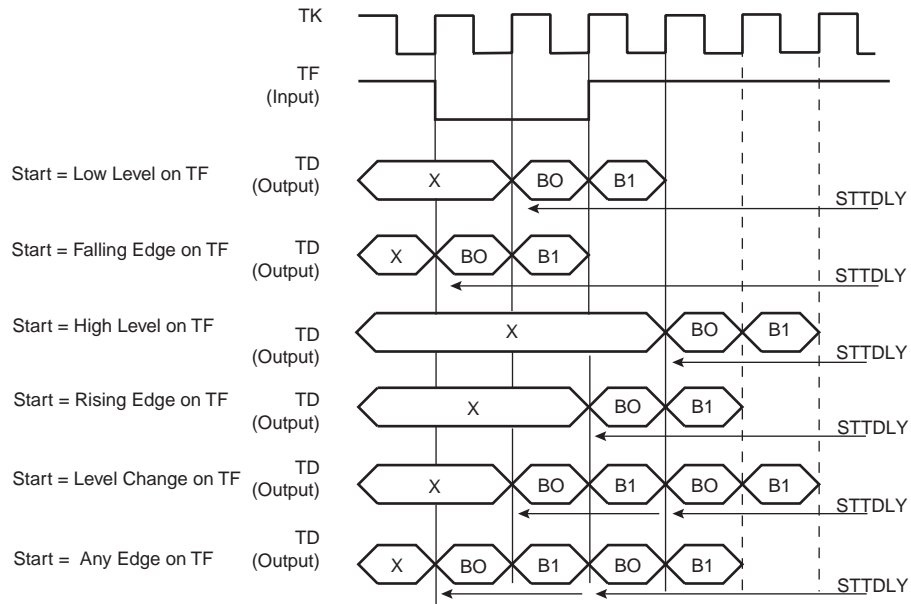 TK
TF
(Input)
Start = Low Level on TF
TD
(Output)
X
BO
B1
STTDLY
Start = Falling Edge on TF
TD
(Output)
X
BO
B1
STTDLY
Start = High Level on TF
TD
(Output)
X
BO
B1
STTDLY
Start = Rising Edge on TF
TD
(Output)
X
BO
B1
STTDLY
Start = Level Change on TF
TD
(Output)
X
BO
B1
BO
B1
STTDLY
Start = Any Edge on TF
TD
(Output)
X
BO
B1
BO
B1
STTDLY